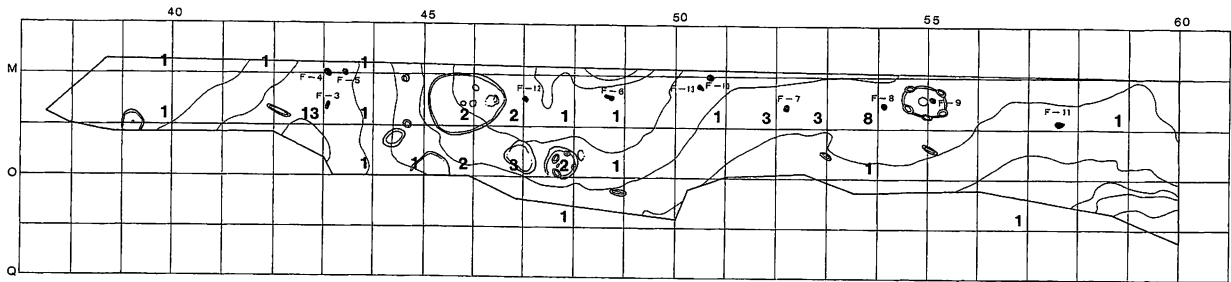 40 45 50 55 60
1 1 1
M
F-4 F-5 F-13 F-10
F-12 F-6
F-3 F-7 F-8 F-9
13 1 2 2 1 1 1 3 3 8 F-11 1
1 1 2 3 2 1 1
O
1 1
Q